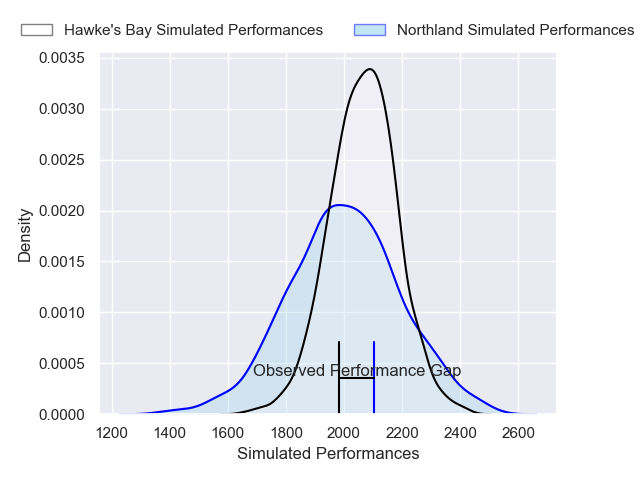 Hawke's Bay Simulated Performances
Northland Simulated Performances
0.0035
0.0030
0.0025
0.0020
0.0015
0.0010
0.0005
0.0000
Density
Observed Performance Gap
1200 1400 1600 1800 2000 2200 2400 2600
Simulated Performances